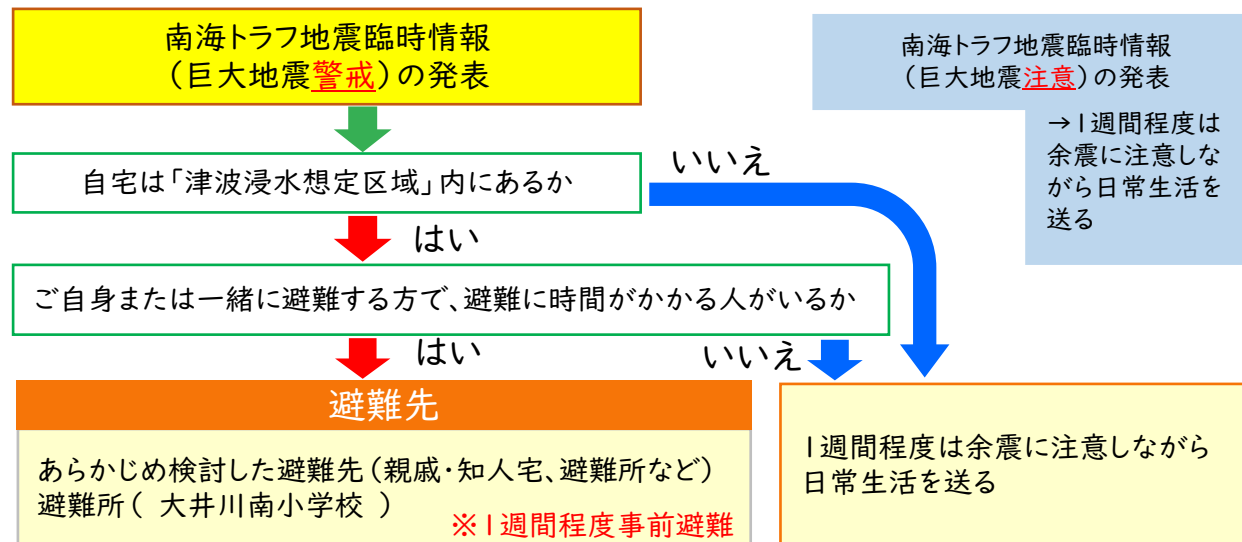 南海トラフ地震臨時情報
（巨大地震警戒）の発表
南海トラフ地震臨時情報
（巨大地震注意）の発表
→1週間程度は
余震に注意しな
がら日常生活を
送る
自宅は「津波浸水想定区域」内にあるか
いいえ
はい
ご自身または一緒に避難する方で、避難に時間がかかる人がいるか
はい
いいえ
避難先
あらかじめ検討した避難先（親戚・知人宅、避難所など）
避難所（ 大井川南小学校 ）
※1週間程度事前避難
1週間程度は余震に注意しながら
日常生活を送る